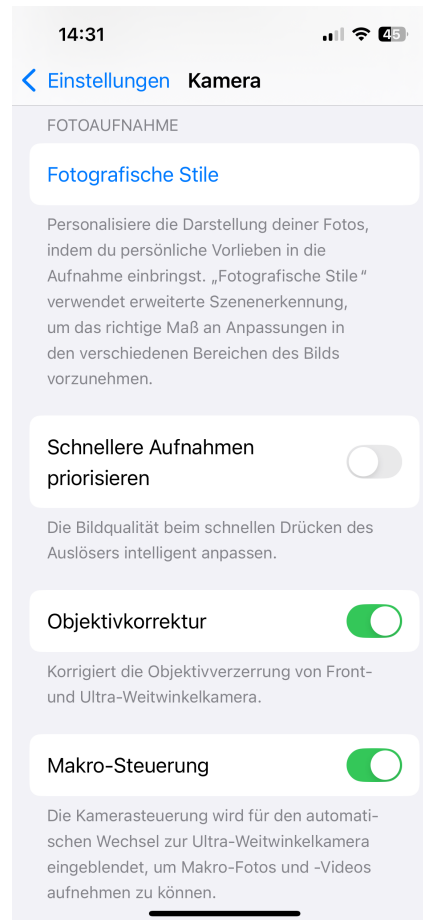 14:31
45
Einstellungen Kamera
FOTOAUFNAHME
Fotografische Stile
Personalisiere die Darstellung deiner Fotos,
indem du persönliche Vorlieben in die
Aufnahme einbringst. „Fotografische Stile“
verwendet erweiterte Szenenerkennung,
um das richtige Maß an Anpassungen in
den verschiedenen Bereichen des Bilds
vorzunehmen.
Schnellere Aufnahmen
priorisieren
Die Bildqualität beim schnellen Drücken des
Auslösers intelligent anpassen.
Objektivkorrektur
Korrigiert die Objektivverzerrung von Front-
und Ultra-Weitwinkelkamera.
Makro-Steuerung
Die Kamerasteuerung wird für den automati-
schen Wechsel zur Ultra-Weitwinkelkamera
eingeblendet, um Makro-Fotos und -Videos
aufnehmen zu können.